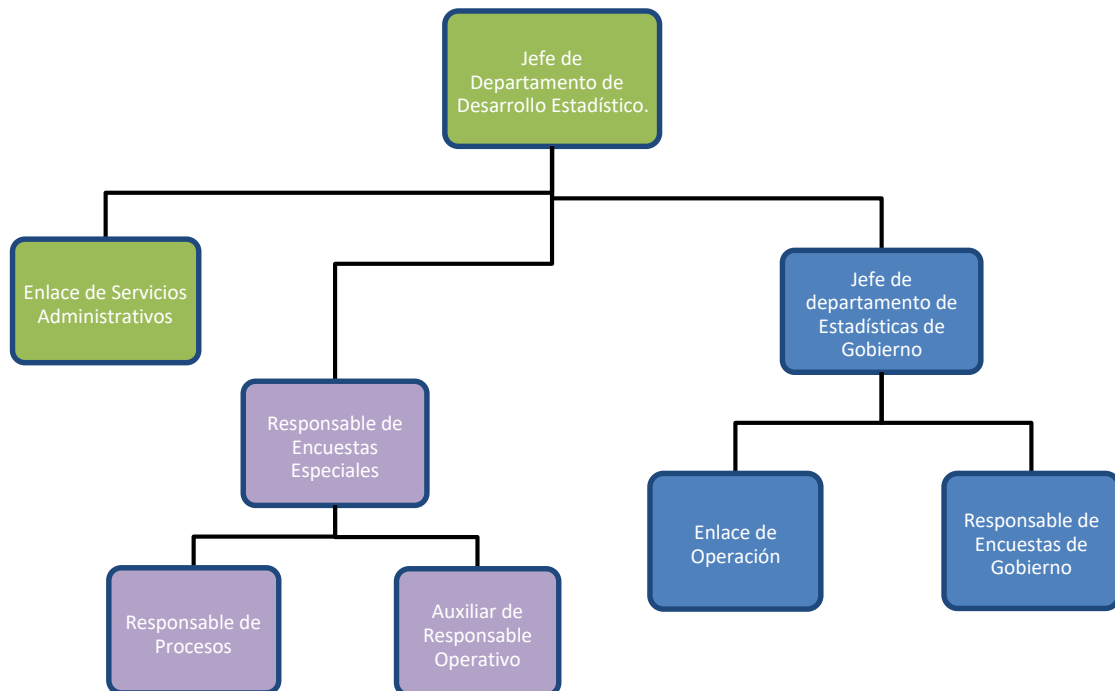 Jefe de
Departamento de
Desarrollo Estadístico.
Enlace de Servicios
Administrativos
Jefe de
departamento de
Estadísticas de
Gobierno
Responsable de
Encuestas
Especiales
Enlace de
Operación
Responsable de
Encuestas de
Gobierno
Responsable de
Procesos
Auxiliar de
Responsable
Operativo